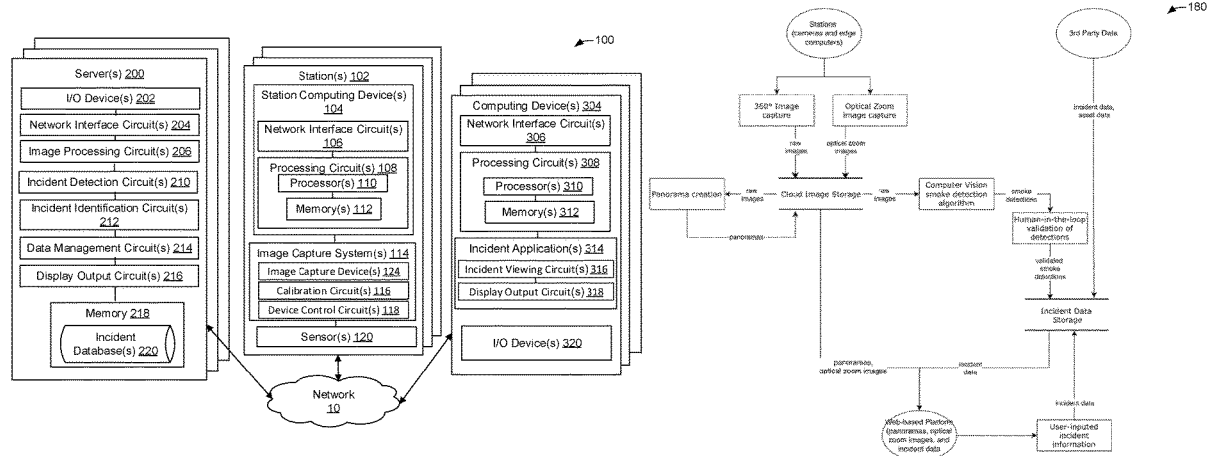 100
Server(s) 200
I/O Device(s) 202
Network Interface Circuit(s) 204
Image Processing Circuit(s) 206
Incident Detection Circuit(s)
210
Incident Identification Circuit(s)
212
Data Management Circuit(s) 214
Display Output Circuit(s) 216
Memory 218
Incident
Database(s) 220
Station(s) 102
Station Computing Device(s)
104
Network Interface Circuit(s)
106
Processing Circuit(s) 108
Processor(s) 110
Memory(s) 112
Image Capture System(s) 114
Image Capture Device(s) 124
Calibration Circuit(s) 116
Device Control Circuit(s) 118
Sensor(s) 120
Network
10
Computing Device(s) 304
Network Interface Circuit(s)
306
Processing Circuit(s) 308
Processor(s) 310
Memory(s) 312
Incident Application(s) 314
Incident Viewing Circuit(s) 316
Display Output Circuit(s) 318
I/O Device(s) 320
180
Stations
(cameras and edge
computers)
3rd Party Data
360° Image
capture
Optical Zoom
Image capture
raw
images
optical zoom
images
incident data,
asset data
Panorama creation
raw
images
Cloud Image Storage
raw
images
Computer Vision
smoke detection
algorithm
smoke
detections
panoramas
Human-in-the-loop
validation of
detections
validated
smoke
detections
Incident Data
Storage
panoramas,
optical zoom images
incident
data
incident data
Web-based Platform
(panoramas, optical
zoom images, and
incident data
User-inputed
incident
information